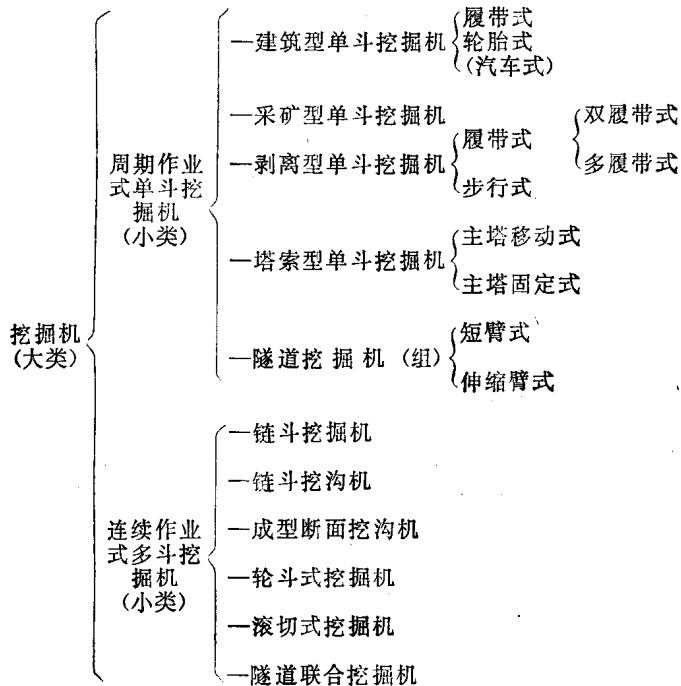 挖掘机
(大类)
周期作业
式单斗挖
掘机
(小类)
—建筑型单斗挖掘机
履带式
轮胎式
(汽车式)
—采矿型单斗挖掘机
—剥离型单斗挖掘机
履带式
双履带式
多履带式
步行式
—塔索型单斗挖掘机
主塔移动式
主塔固定式
—隧道挖掘机(组)
短臂式
伸缩臂式
连续作业
式多斗挖
掘机
(小类)
—链斗挖掘机
—链斗挖沟机
—成型断面挖沟机
—轮斗式挖掘机
—滚切式挖掘机
—隧道联合挖掘机